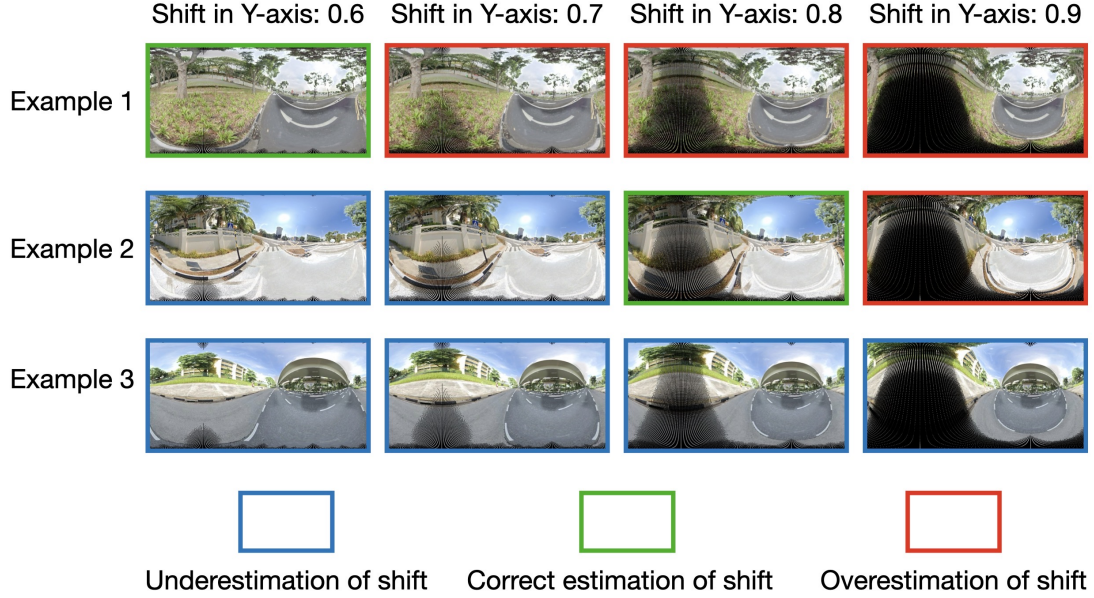 Shift in Y-axis: 0.6 Shift in Y-axis: 0.7 Shift in Y-axis: 0.8 Shift in Y-axis: 0.9
Example 1
Example 2
Example 3
Underestimation of shift Correct estimation of shift Overestimation of shift